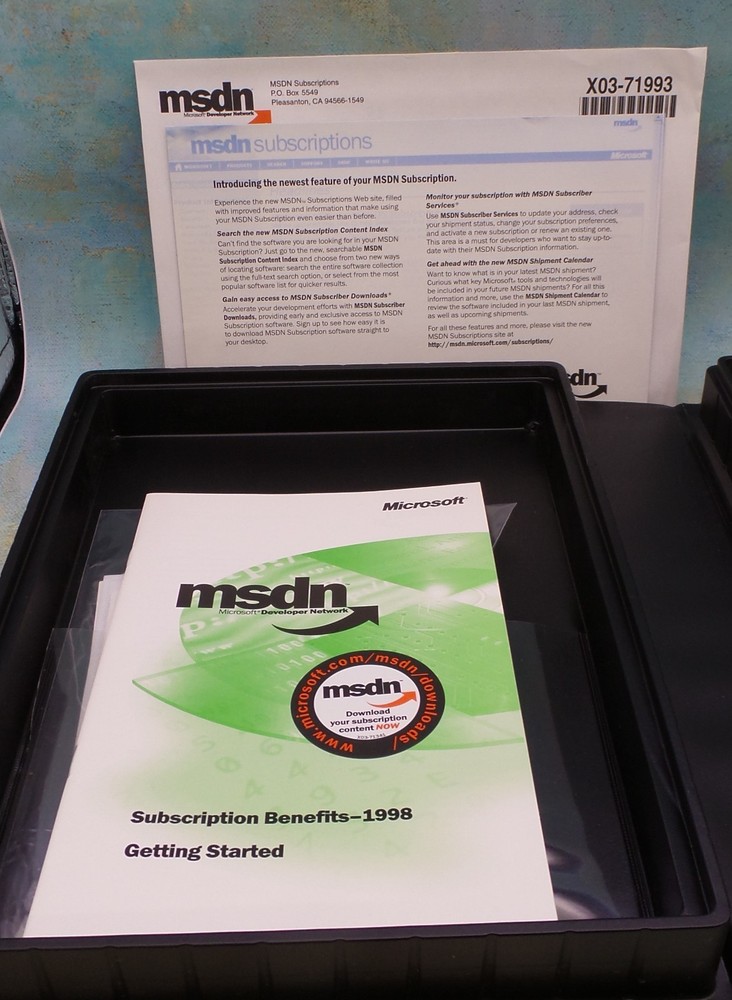 msdn
Microsoft Developer Network
MSDN Subscriptions
P.O. Box 5549
Pleasanton, CA 94566-1549
X03-71993
msdn
msdn subscriptions
Microsoft
Introducing the newest feature of your MSDN Subscription.
Experience the new MSDN™ Subscriptions Web site, filled
with improved features and information that make using
your MSDN Subscription even easier than before.
Search the new MSDN Subscription Content Index
Can't find the software you are looking for in your MSDN
Subscription? Just go to the new, searchable MSDN
Subscription Content Index and choose from two new ways
of locating software: search the entire software collection
using the full-text search option, or select from the most
popular software list for quicker results.
Gain easy access to MSDN Subscriber Downloads*
Accelerate your development efforts with MSDN Subscriber
Downloads, providing early and exclusive access to MSDN
Subscription software. Sign up to see how easy it is
to download MSDN Subscription software straight to
your desktop.
Monitor your subscription with MSDN Subscriber
Services*
Use MSDN Subscriber Services to update your address, check
your shipment status, change your subscription preferences,
and activate a new subscription or renew an existing one.
This area is a must for developers who want to stay up-to-
date with their MSDN Subscription information.
Get ahead with the new MSDN Shipment Calendar
Want to know what is in your latest MSDN shipment?
Curious what key Microsoft® tools and technologies will
be included in your future MSDN shipments? For all this
information and more, use the MSDN Shipment Calendar to
review the software included in your last MSDN shipment,
as well as upcoming shipments.
For all these features and more, please visit the new
MSDN Subscriptions site at
http://msdn.microsoft.com/subscriptions/
dn™
Microsoft®
msdn™
Microsoft® Developer Network
www.microsoft.com/msdn/downloads/
msdn™
Download
your subscription
content NOW
Subscription Benefits–1998
Getting Started